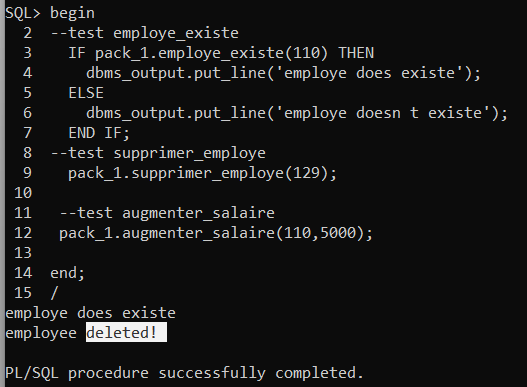 SQL> begin
2 --test employe_existe
3 IF pack_1.employe_existe(110) THEN
4 dbms_output.put_line('employe does existe');
5 ELSE
6 dbms_output.put_line('employe doesn t existe');
7 END IF;
8 --test supprimer_employe
9 pack_1.supprimer_employe(129);
10
11 --test augmenter_salaire
12 pack_1.augmenter_salaire(110,5000);
13
14 end;
15 /
employe does existe
employee deleted!
PL/SQL procedure successfully completed.